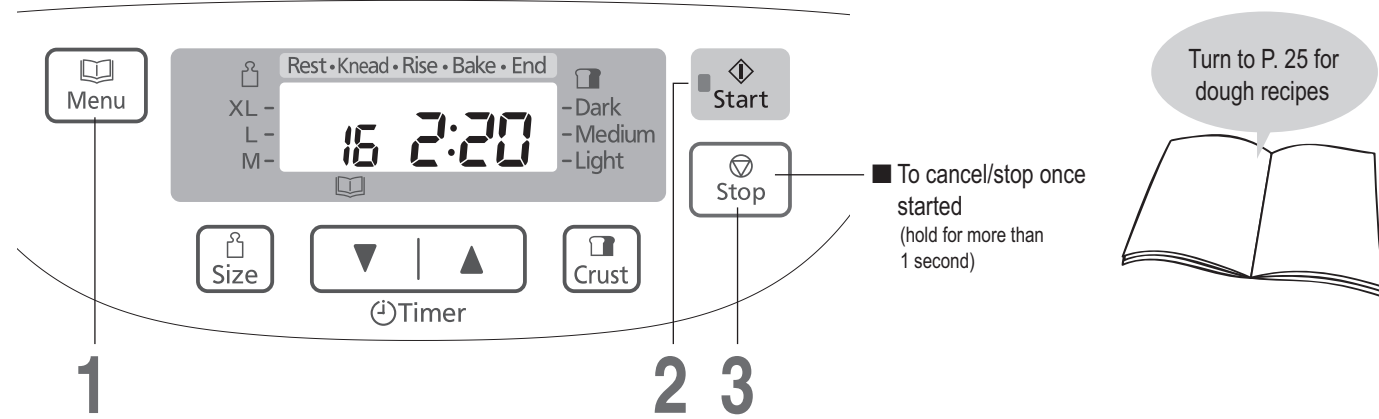 Menu
Rest • Knead • Rise • Bake • End
XL –
L –
M –
16 2:20
– Dark
– Medium
– Light
Start
Stop
Size
Timer
Crust
■ To cancel/stop once
started
(hold for more than
1 second)
Turn to P. 25 for
dough recipes
1
2
3